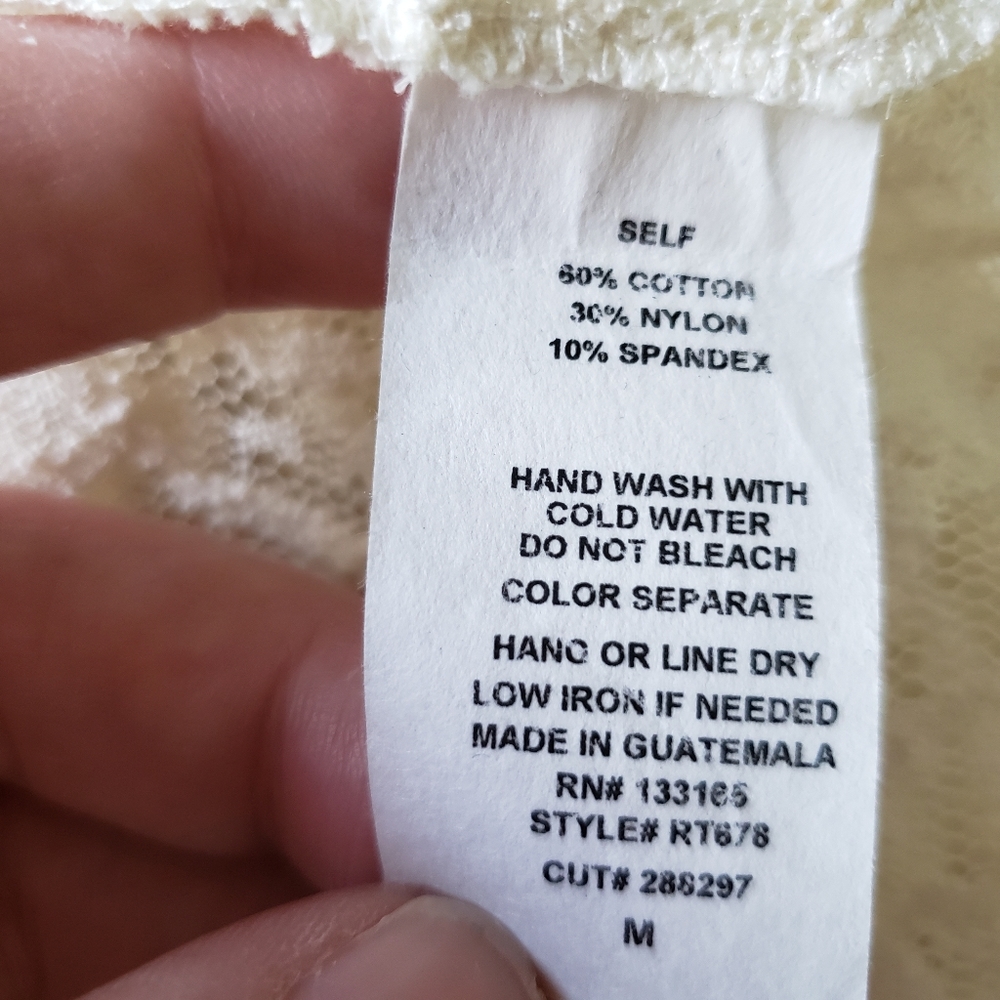 SELF
60% COTTON
30% NYLON
10% SPANDEX
HAND WASH WITH
COLD WATER
DO NOT BLEACH
COLOR SEPARATE
HANG OR LINE DRY
LOW IRON IF NEEDED
MADE IN GUATEMALA
RN# 133165
STYLE# RT678
CUT#
M